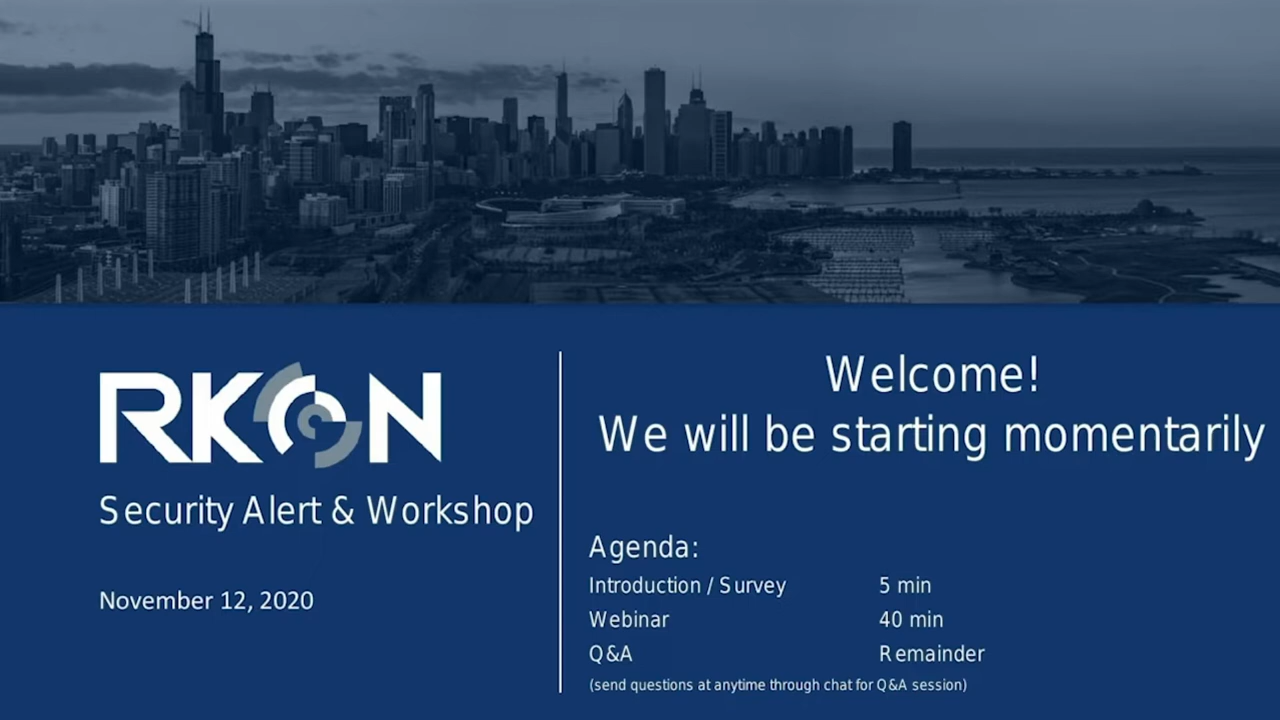 RKON
Security Alert & Workshop
November 12, 2020
Welcome!
We will be starting momentarily
Agenda:
Introduction / Survey 5 min
Webinar 40 min
Q&A Remainder
(send questions at anytime through chat for Q&A session)